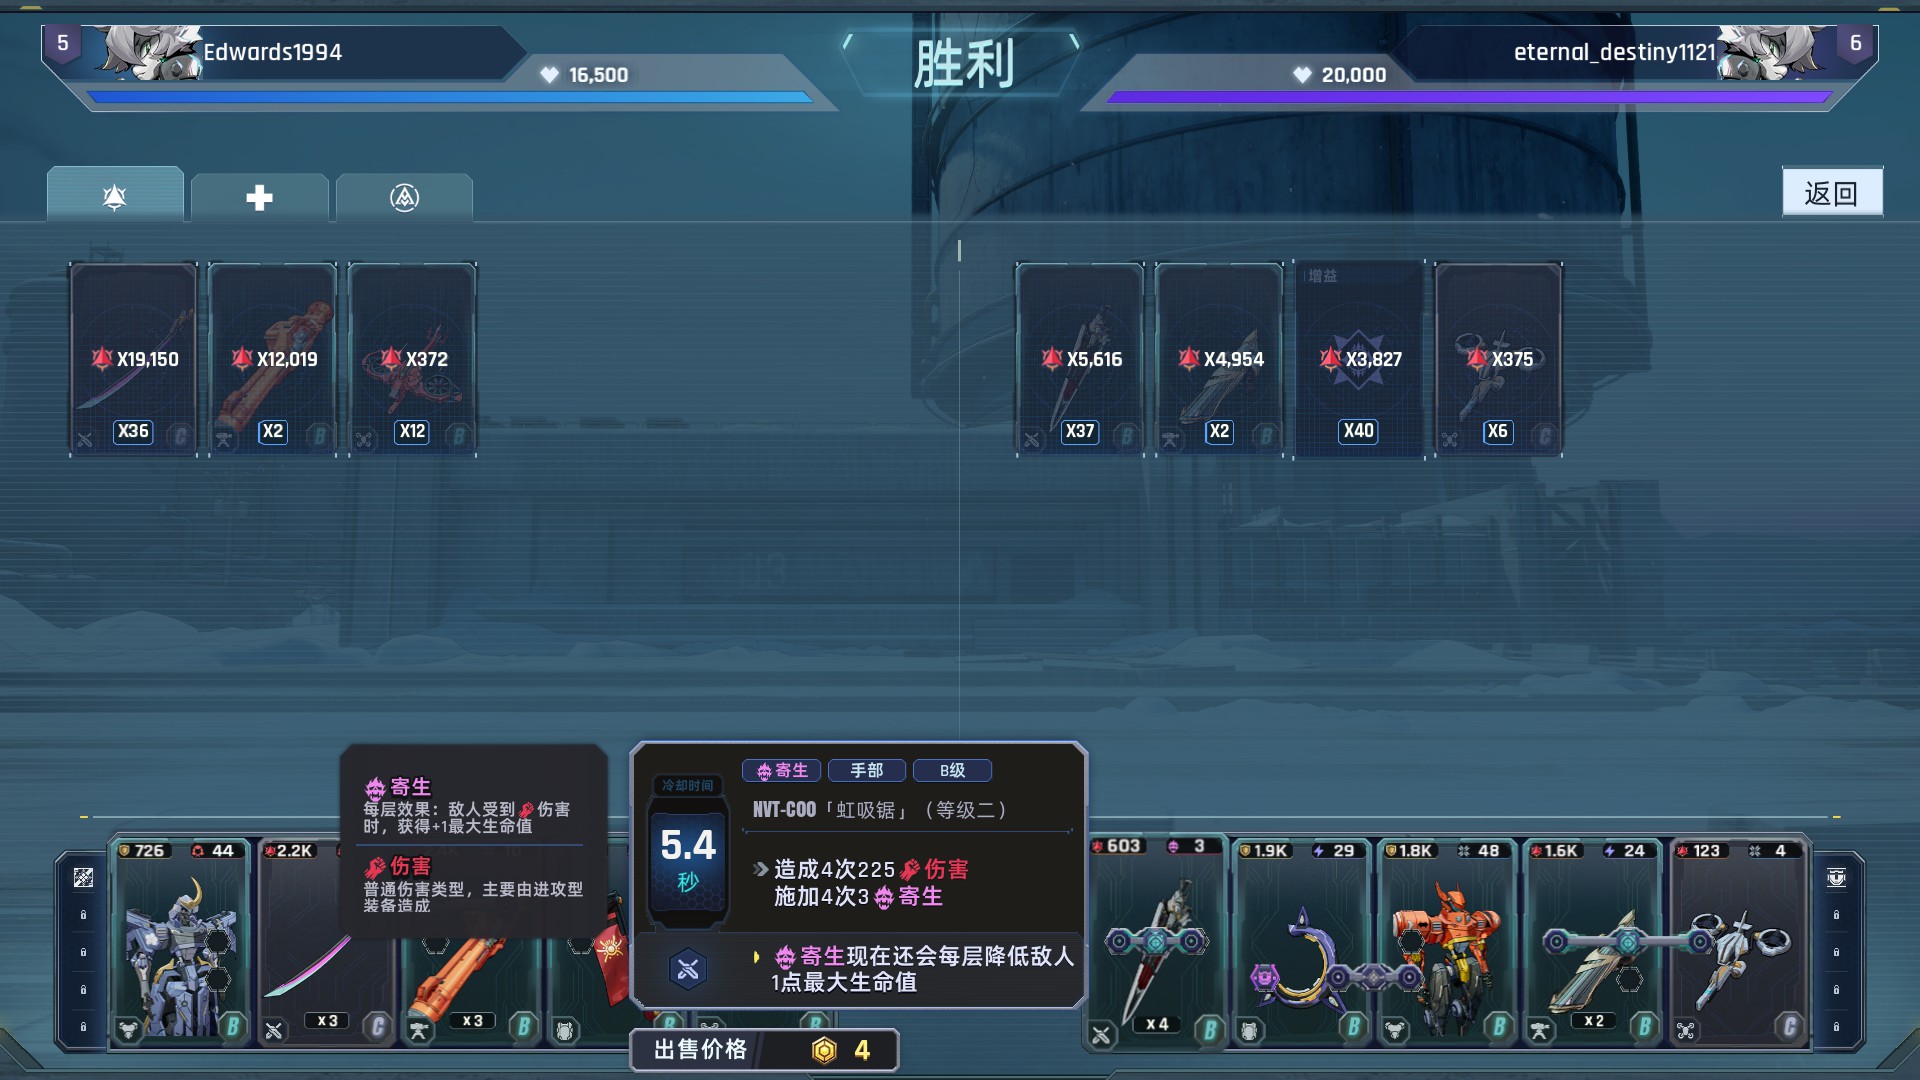 5
Edwards1994
16,500
胜利
20,000
eternal_destiny1121
6
返回
X19,150
X36
C
X12,019
X2
B
X372
X12
B
X5,616
X37
B
X4,954
X2
B
增益
X3,827
X40
X375
X6
C
寄生
每层效果：敌人受到伤害
时，获得+1最大生命值
伤害
普通伤害类型，主要由进攻型
装备造成
冷却时间
5.4
秒
寄生
手部
B级
NVT-C00「虹吸锯」（等级二）
造成4次225伤害
施加4次3寄生
寄生现在还会每层降低敌人
1点最大生命值
出售价格
4
726
44
B
2.2K
X3
C
X3
B
B
B
603
3
X4
B
1.9K
29
B
1.8K
48
B
1.6K
24
X2
B
123
4
C